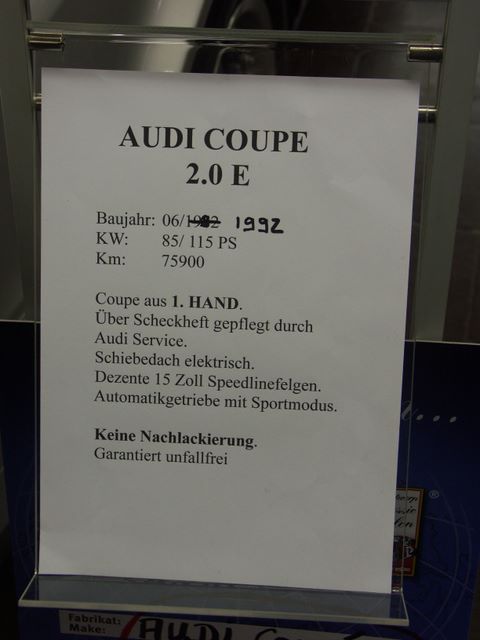 AUDI COUPE
2.0 E
Baujahr: 06/1982 1992
KW: 85/ 115 PS
Km: 75900
Coupe aus 1. HAND.
Über Scheckheft gepflegt durch
Audi Service.
Schiebedach elektrisch.
Dezente 15 Zoll Speedlinefelgen.
Automatikgetriebe mit Sportmodus.
Keine Nachlackierung.
Garantiert unfallfrei
Fabrikat:
Make:
AUDI